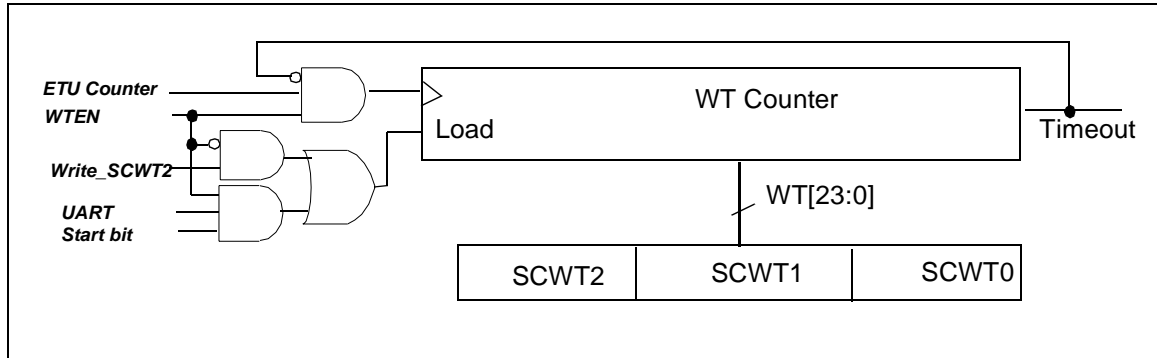 ETU Counter
WTEN
Write_SCWT2
UART
Start bit
WT Counter
Load
Timeout
WT[23:0]
SCWT2 SCWT1 SCWT0